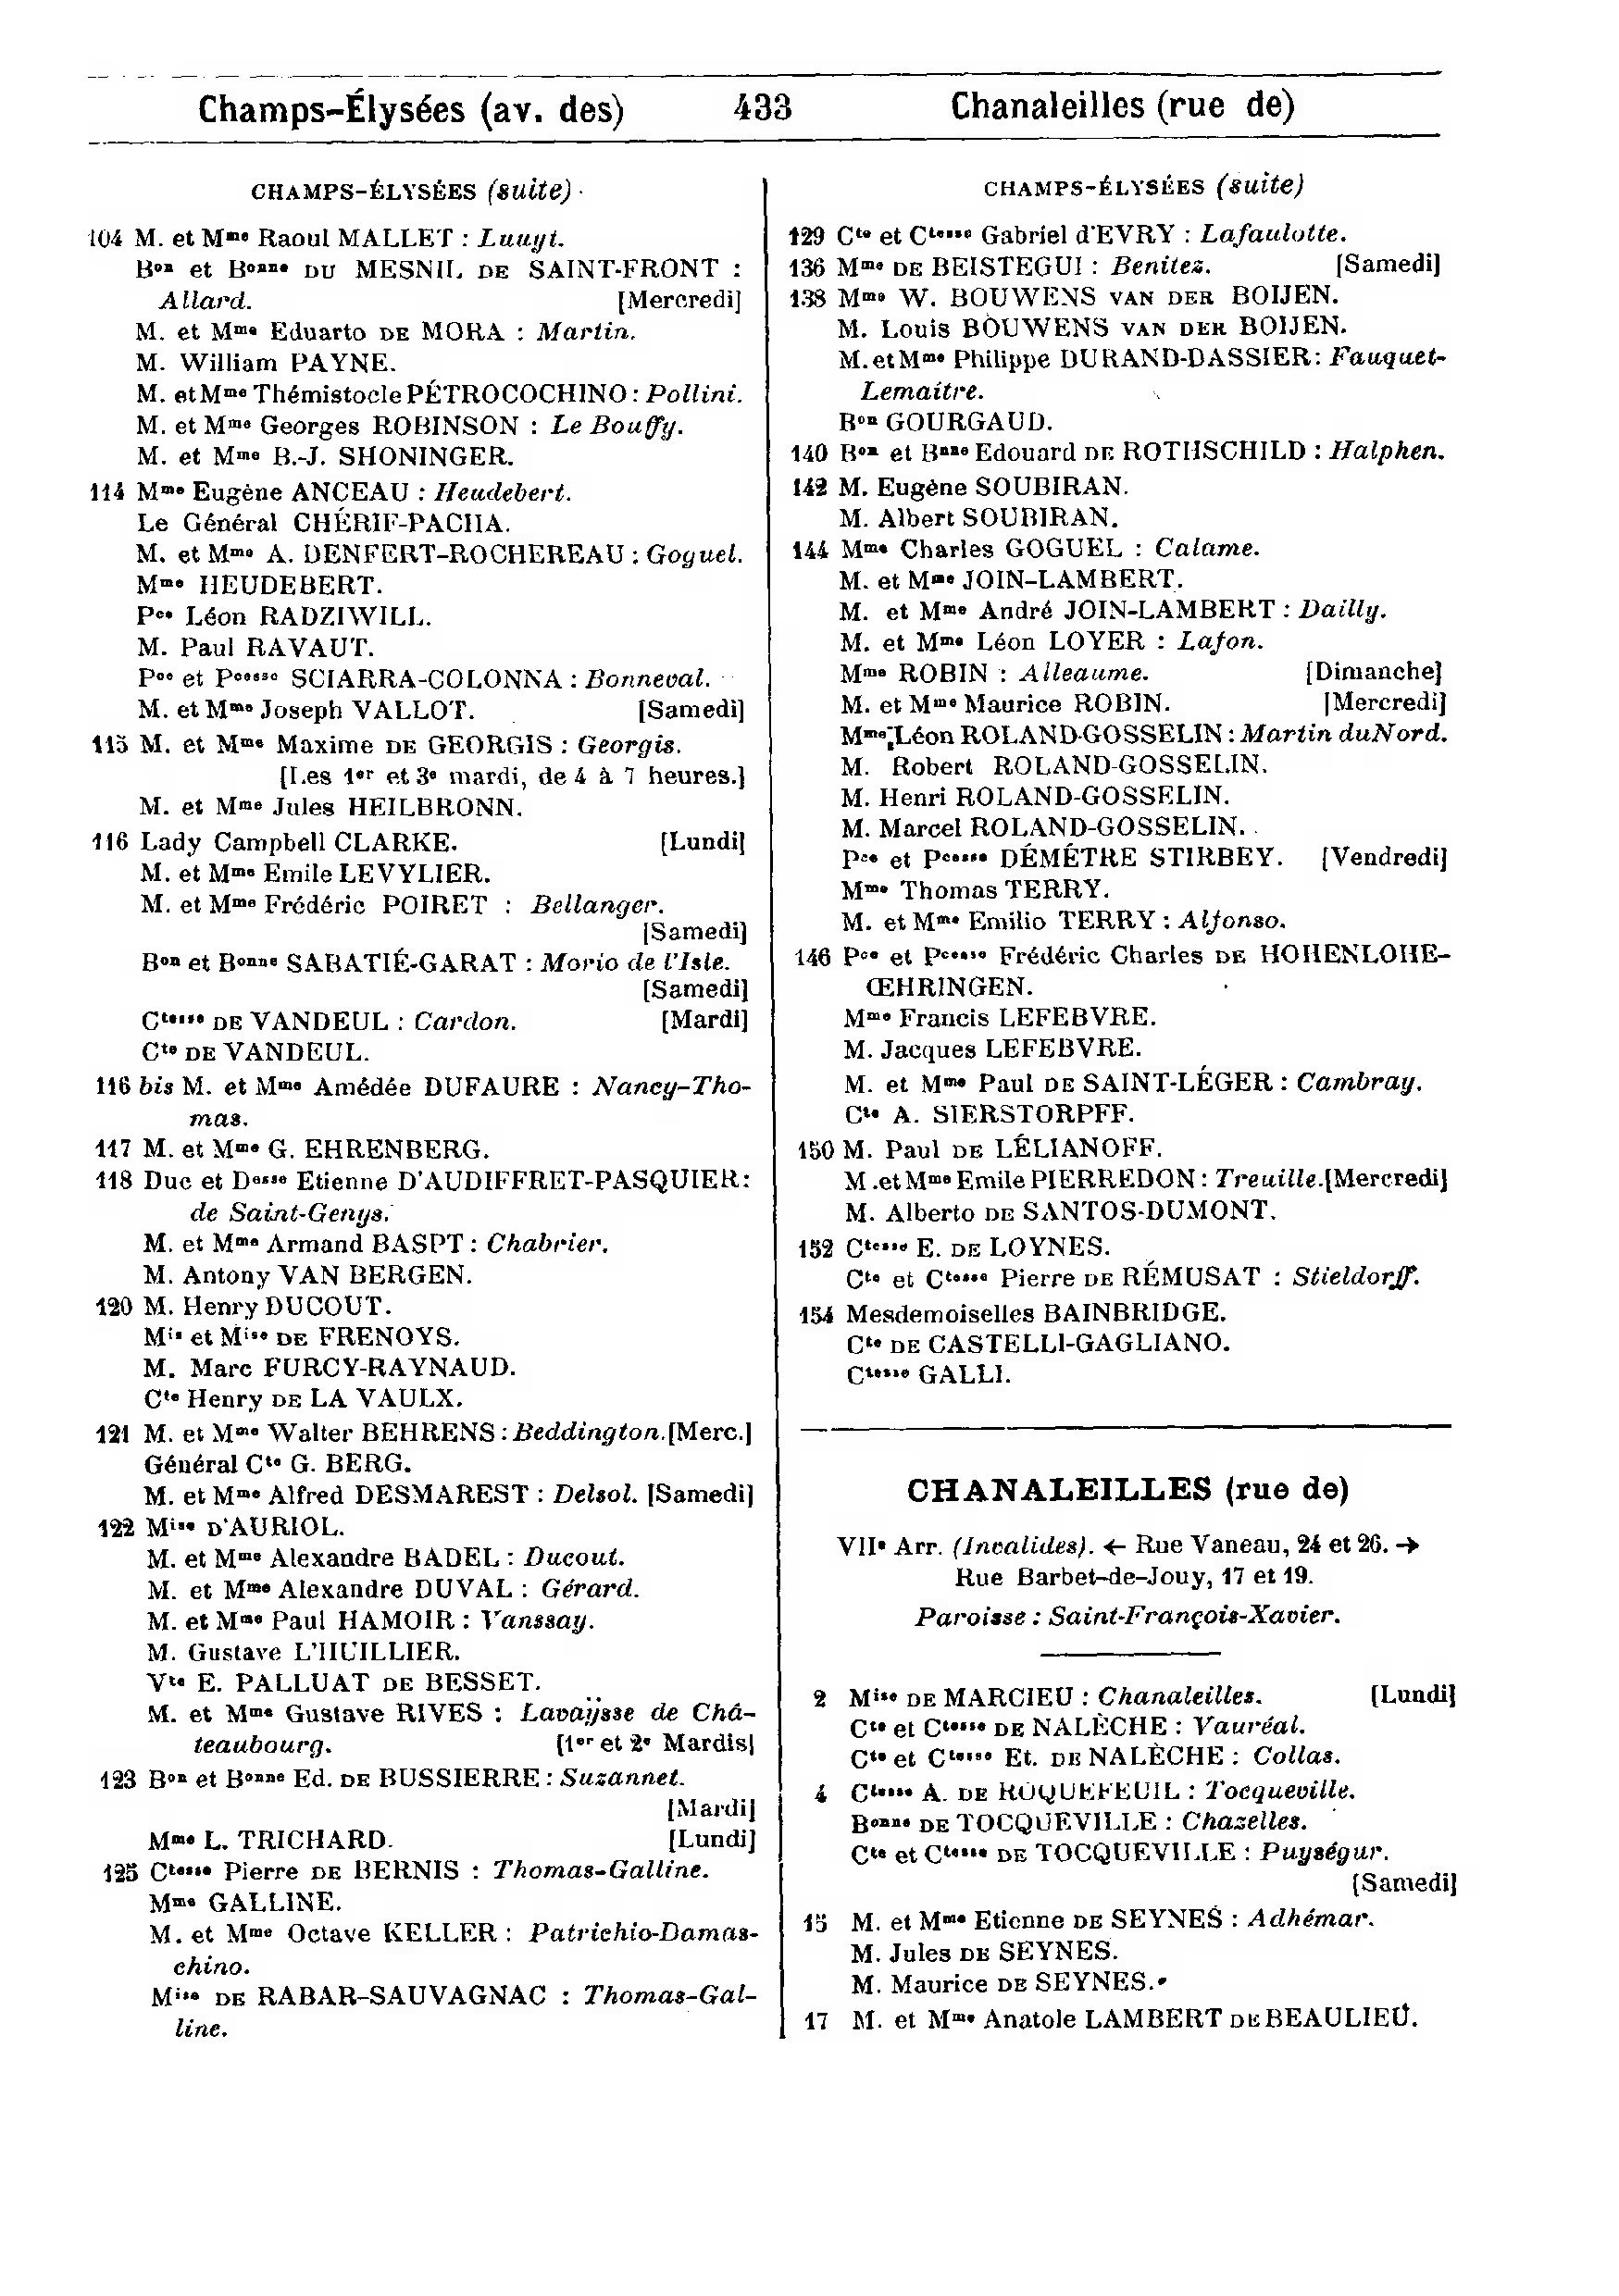 Champs-Élysées (av. des) 433 Chanaleilles (rue de)
CHAMPS-ÉLYSÉES (suite)
104 M. et Mme Raoul MALLET : Luuyt.
Bon et Bonne DU MESNIL DE SAINT-FRONT :
Allard. [Mercredi]
M. et Mme Eduarto DE MORA : Martin.
M. William PAYNE.
M. et Mme Thémistocle PÉTROCOCHINO : Pollini.
M. et Mme Georges ROBINSON : Le Bouffy.
M. et Mme B.-J. SHONINGER.
114 Mme Eugène ANCEAU : Heudebert.
Le Général CHÉRIF-PACHA.
M. et Mme A. DENFERT-ROCHEREAU : Goguel.
Mme HEUDEBERT.
Pce Léon RADZIWILL.
M. Paul RAVAUT.
Pce et Pcesse SCIARRA-COLONNA : Bonneval.
M. et Mme Joseph VALLOT. [Samedi]
115 M. et Mme Maxime DE GEORGIS : Georgis.
[Les 1er et 3e mardi, de 4 à 7 heures.]
M. et Mme Jules HEILBRONN.
116 Lady Campbell CLARKE. [Lundi]
M. et Mme Emile LEVYLIER.
M. et Mme Frédéric POIRET : Bellanger.
[Samedi]
Bon et Bonne SABATIÉ-GARAT : Morio de l'Isle.
[Samedi]
Ctesse DE VANDEUL : Cardon. [Mardi]
Cte DE VANDEUL.
116 bis M. et Mme Amédée DUFAURE : Nancy-Tho-
mas.
117 M. et Mme G. EHRENBERG.
118 Duc et Desse Etienne D'AUDIFFRET-PASQUIER :
de Saint-Genys.
M. et Mme Armand BASPT : Chabrier.
M. Antony VAN BERGEN.
120 M. Henry DUCOUT.
Mis et Mise DE FRENOYS.
M. Marc FURCY-RAYNAUD.
Cte Henry DE LA VAULX.
121 M. et Mme Walter BEHRENS : Beddington. [Merc.]
Général Cte G. BERG.
M. et Mme Alfred DESMAREST : Delsol. [Samedi]
122 Mise D'AURIOL.
M. et Mme Alexandre BADEL : Ducout.
M. et Mme Alexandre DUVAL : Gérard.
M. et Mme Paul HAMOIR : Vanssay.
M. Gustave L'HUILLIER.
Vte E. PALLUAT DE BESSET.
M. et Mme Gustave RIVES : Lavaÿsse de Châ-
teaubourg. [1er et 2e Mardis]
123 Bon et Bonne Ed. DE BUSSIERRE : Suzannet.
[Mardi]
Mme L. TRICHARD. [Lundi]
125 Ctesse Pierre DE BERNIS : Thomas-Galline.
Mme GALLINE.
M. et Mme Octave KELLER : Patrichio-Damas-
chino.
Mise DE RABAR-SAUVAGNAC : Thomas-Gal-
line.
CHAMPS-ÉLYSÉES (suite)
129 Cte et Ctesse Gabriel d'EVRY : Lafaulotte.
136 Mme DE BEISTEGUI : Benitez. [Samedi]
138 Mme W. BOUWENS VAN DER BOIJEN.
M. Louis BOUWENS VAN DER BOIJEN.
M. et Mme Philippe DURAND-DASSIER : Fauquet-
Lemaitre.
Bon GOURGAUD.
140 Bon et Bnne Edouard DE ROTHSCHILD : Halphen.
142 M. Eugène SOUBIRAN.
M. Albert SOUBIRAN.
144 Mme Charles GOGUEL : Calame.
M. et Mme JOIN-LAMBERT.
M. et Mme André JOIN-LAMBERT : Dailly.
M. et Mme Léon LOYER : Lafon.
Mme ROBIN : Alleaume. [Dimanche]
M. et Mme Maurice ROBIN. [Mercredi]
Mme Léon ROLAND-GOSSELIN : Martin du Nord.
M. Robert ROLAND-GOSSELIN.
M. Henri ROLAND-GOSSELIN.
M. Marcel ROLAND-GOSSELIN.
Pce et Pcesse DÉMÉTRE STIRBEY. [Vendredi]
Mme Thomas TERRY.
M. et Mme Emilio TERRY : Alfonso.
146 Pce et Pcesse Frédéric Charles DE HOHENLOHE-
ŒHRINGEN.
Mme Francis LEFEBVRE.
M. Jacques LEFEBVRE.
M. et Mme Paul DE SAINT-LÉGER : Cambray.
Cte A. SIERSTORPFF.
150 M. Paul DE LÉLIANOFF.
M. et Mme Emile PIERREDON : Treuille. [Mercredi]
M. Alberto DE SANTOS-DUMONT.
152 Ctesse E. DE LOYNES.
Cte et Ctesse Pierre DE RÉMUSAT : Stieldorff.
154 Mesdemoiselles BAINBRIDGE.
Cte DE CASTELLI-GAGLIANO.
Ctesse GALLI.
CHANALEILLES (rue de)
VIIe Arr. (Invalides). ← Rue Vaneau, 24 et 26. →
Rue Barbet-de-Jouy, 17 et 19.
Paroisse : Saint-François-Xavier.
2 Mise DE MARCIEU : Chanaleilles. [Lundi]
Cte et Ctesse DE NALÈCHE : Vauréal.
Cte et Ctesse Et. DE NALÈCHE : Collas.
4 Ctesse A. DE ROQUEFEUIL : Tocqueville.
Bonne DE TOCQUEVILLE : Chazelles.
Cte et Ctesse DE TOCQUEVILLE : Puységur.
[Samedi]
15 M. et Mme Etienne DE SEYNES : Adhémar.
M. Jules DE SEYNES.
M. Maurice DE SEYNES.
17 M. et Mme Anatole LAMBERT DE BEAULIEU.